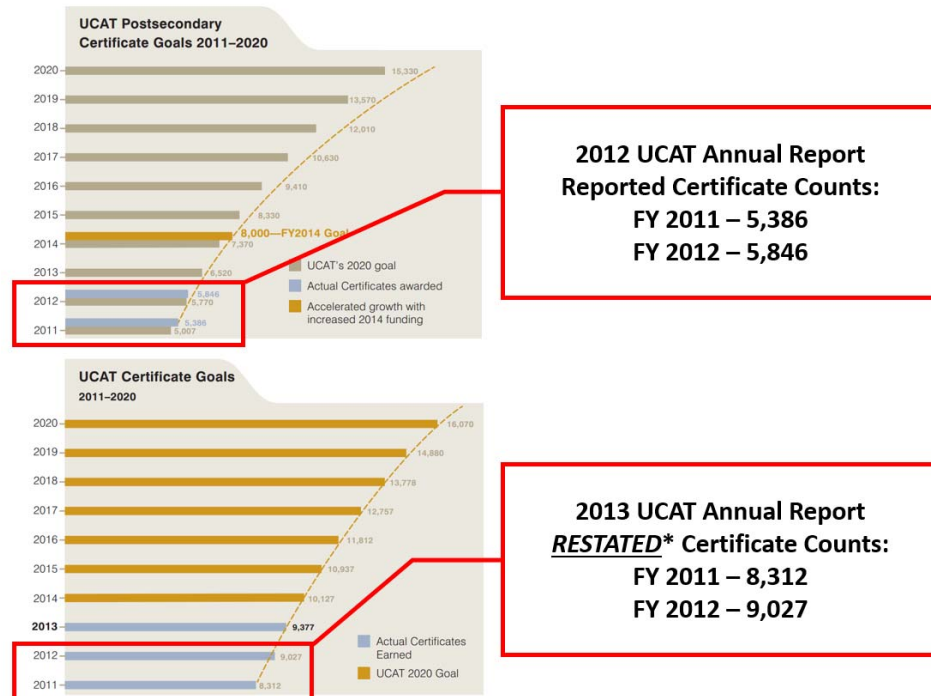 UCAT Postsecondary
Certificate Goals 2011–2020
2020
15,330
2019
13,570
2018
12,010
2017
10,630
2016
9,410
2015
8,330
8,000—FY2014 Goal
2014
7,370
2013
6,520
UCAT's 2020 goal
Actual Certificates awarded
Accelerated growth with
increased 2014 funding
5,846
2012
5,770
5,386
2011
5,007
2012 UCAT Annual Report
Reported Certificate Counts:
FY 2011 – 5,386
FY 2012 – 5,846
UCAT Certificate Goals
2011–2020
2020
16,070
2019
14,880
2018
13,778
2017
12,757
2016
11,812
2015
10,937
2014
10,127
2013
9,377
2012
9,027
2011
8,312
Actual Certificates
Earned
UCAT 2020 Goal
2013 UCAT Annual Report
RESTATED* Certificate Counts:
FY 2011 – 8,312
FY 2012 – 9,027